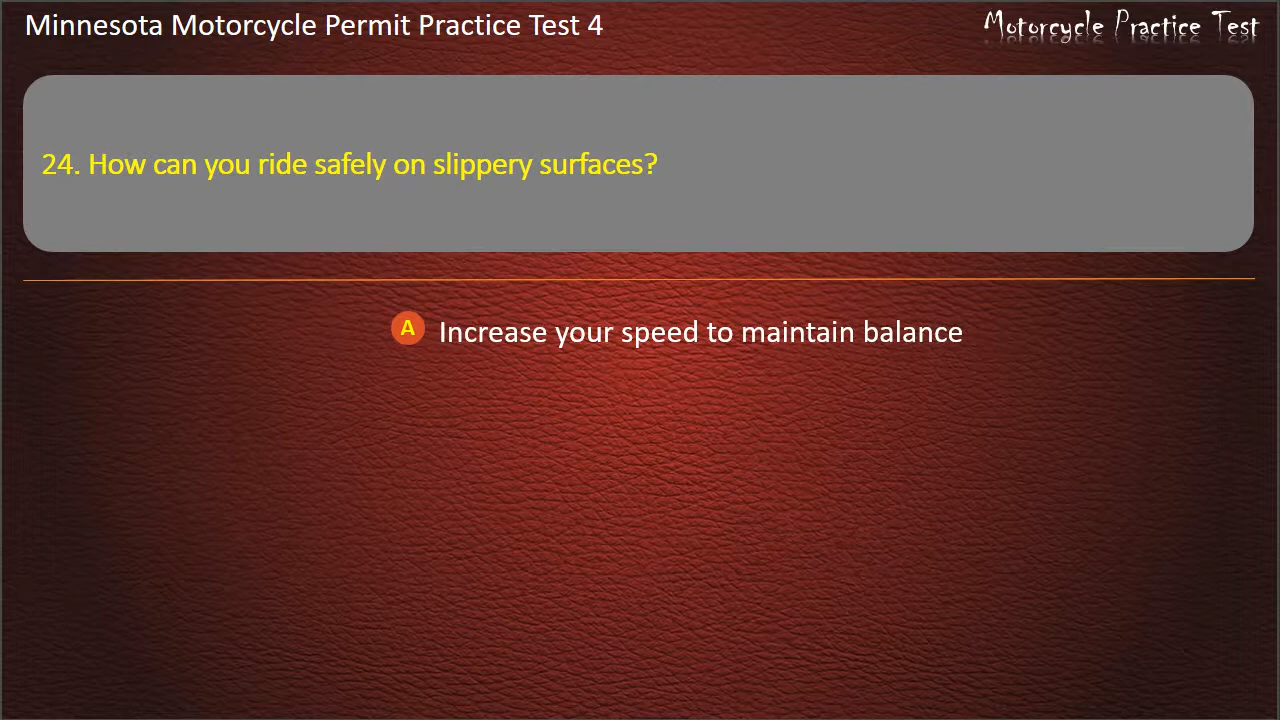 Minnesota Motorcycle Permit Practice Test 4
Motorcycle Practice Test
24. How can you ride safely on slippery surfaces?
A Increase your speed to maintain balance